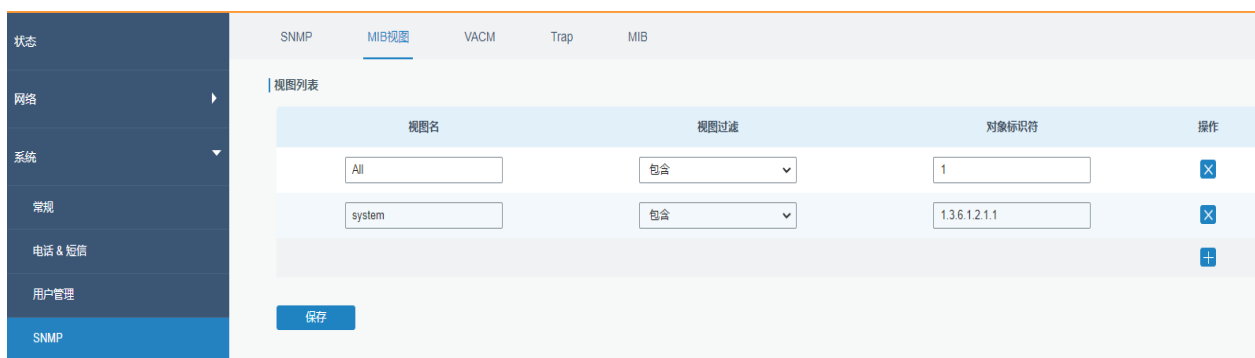 状态
网络
系统
常规
电话 & 短信
用户管理
SNMP
SNMP MIB视图 VACM Trap MIB
视图列表
视图名 视图过滤 对象标识符 操作
All 包含 1
system 包含 1.3.6.1.2.1.1
保存